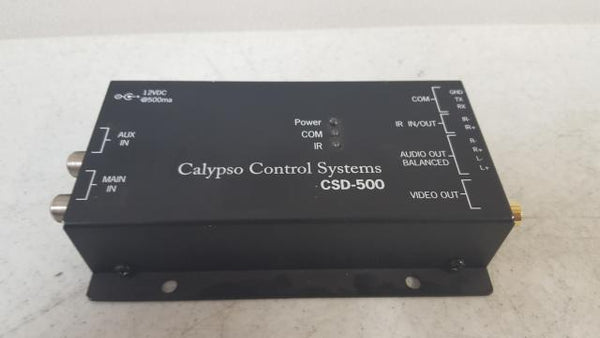 12VDC
@500ma
AUX
IN
MAIN
IN
Power
COM
IR
Calypso Control Systems
CSD-500
COM
GND
TX
RX
IR IN/OUT
IR-
IR+
AUDIO OUT
BALANCED
R-
R+
L-
L+
VIDEO OUT